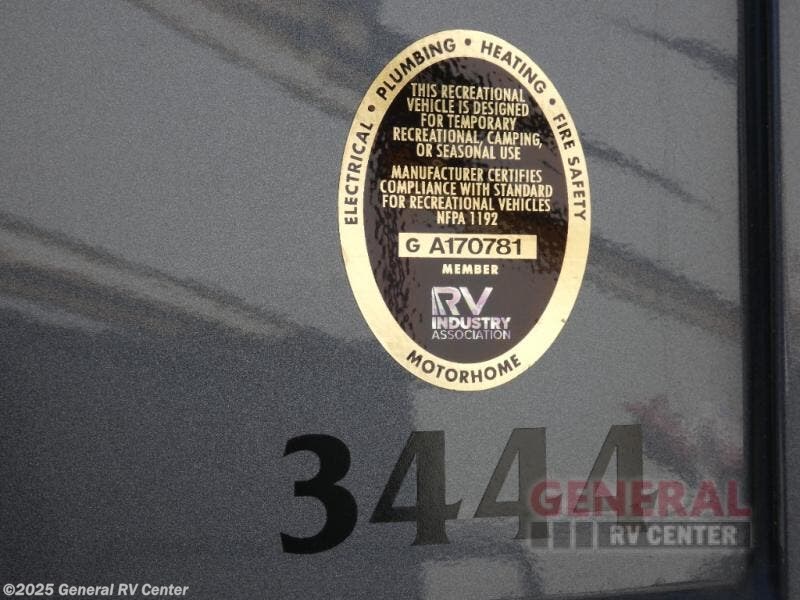 ELECTRICAL • PLUMBING • HEATING • FIRE SAFETY
THIS RECREATIONAL
VEHICLE IS DESIGNED
FOR TEMPORARY
RECREATIONAL, CAMPING,
OR SEASONAL USE
MANUFACTURER CERTIFIES
COMPLIANCE WITH STANDARD
FOR RECREATIONAL VEHICLES
NFPA 1192
G A170781
MEMBER
RV
INDUSTRY
ASSOCIATION
MOTORHOME
3444
GENERAL
RV CENTER
©2025 General RV Center